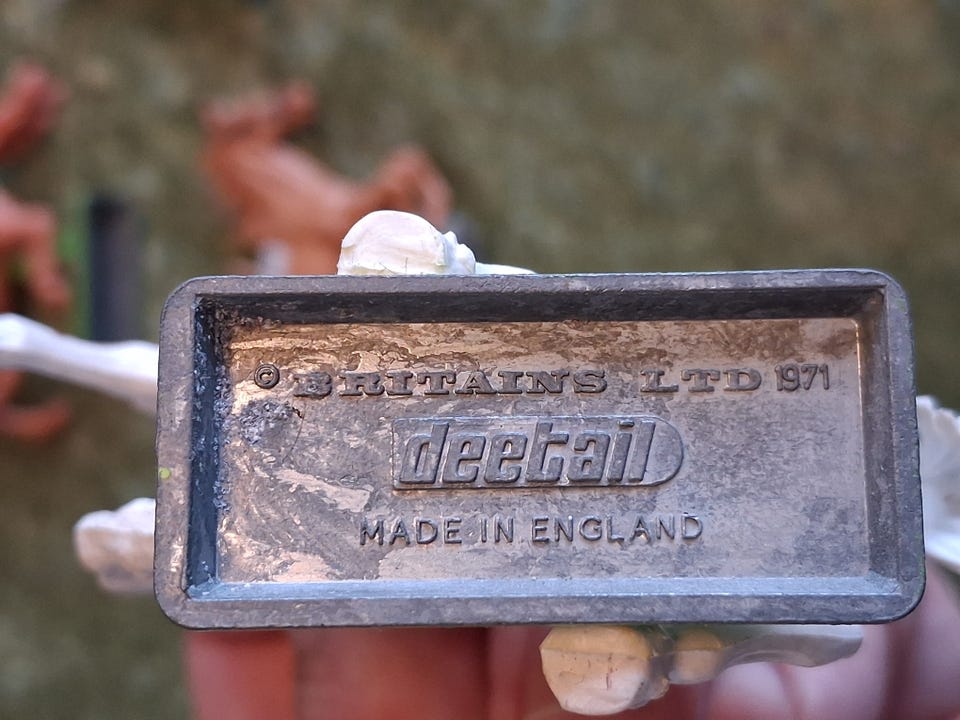 © BRITAINS LTD 1971
deetail
MADE IN ENGLAND